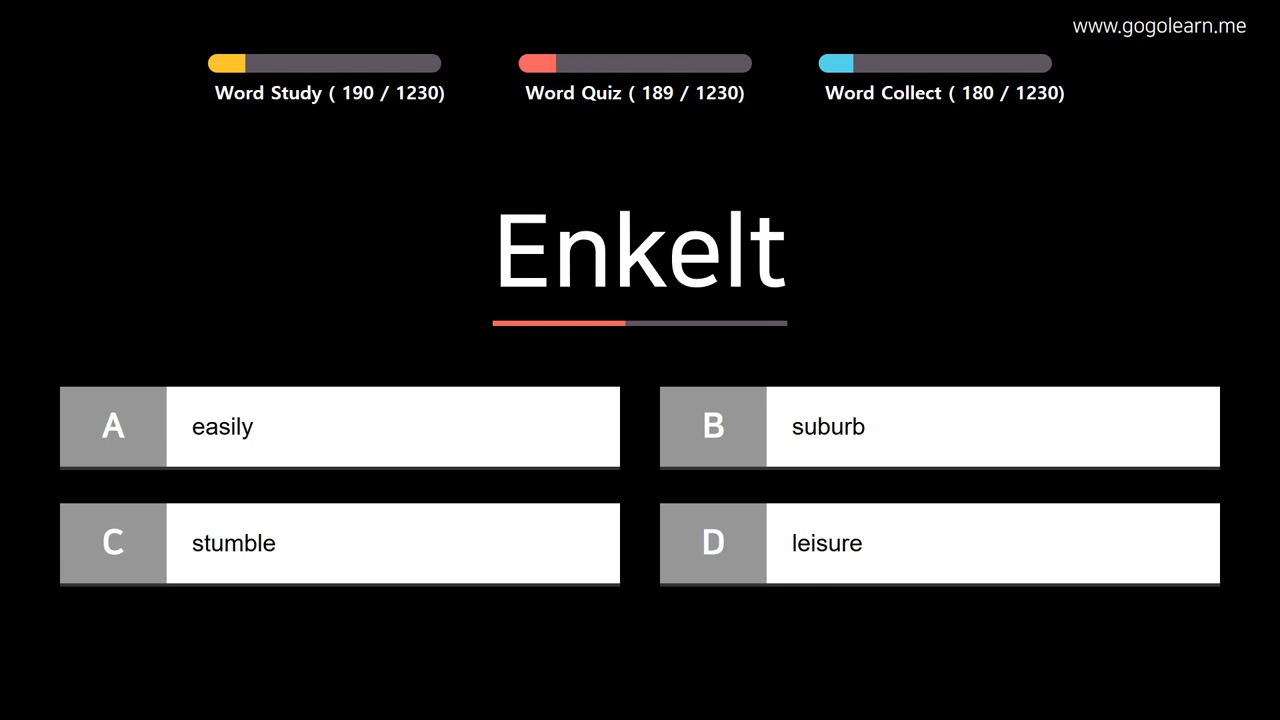 www.gogolearn.me
Word Study ( 190 / 1230)
Word Quiz ( 189 / 1230)
Word Collect ( 180 / 1230)
Enkelt
A
easily
B
suburb
C
stumble
D
leisure